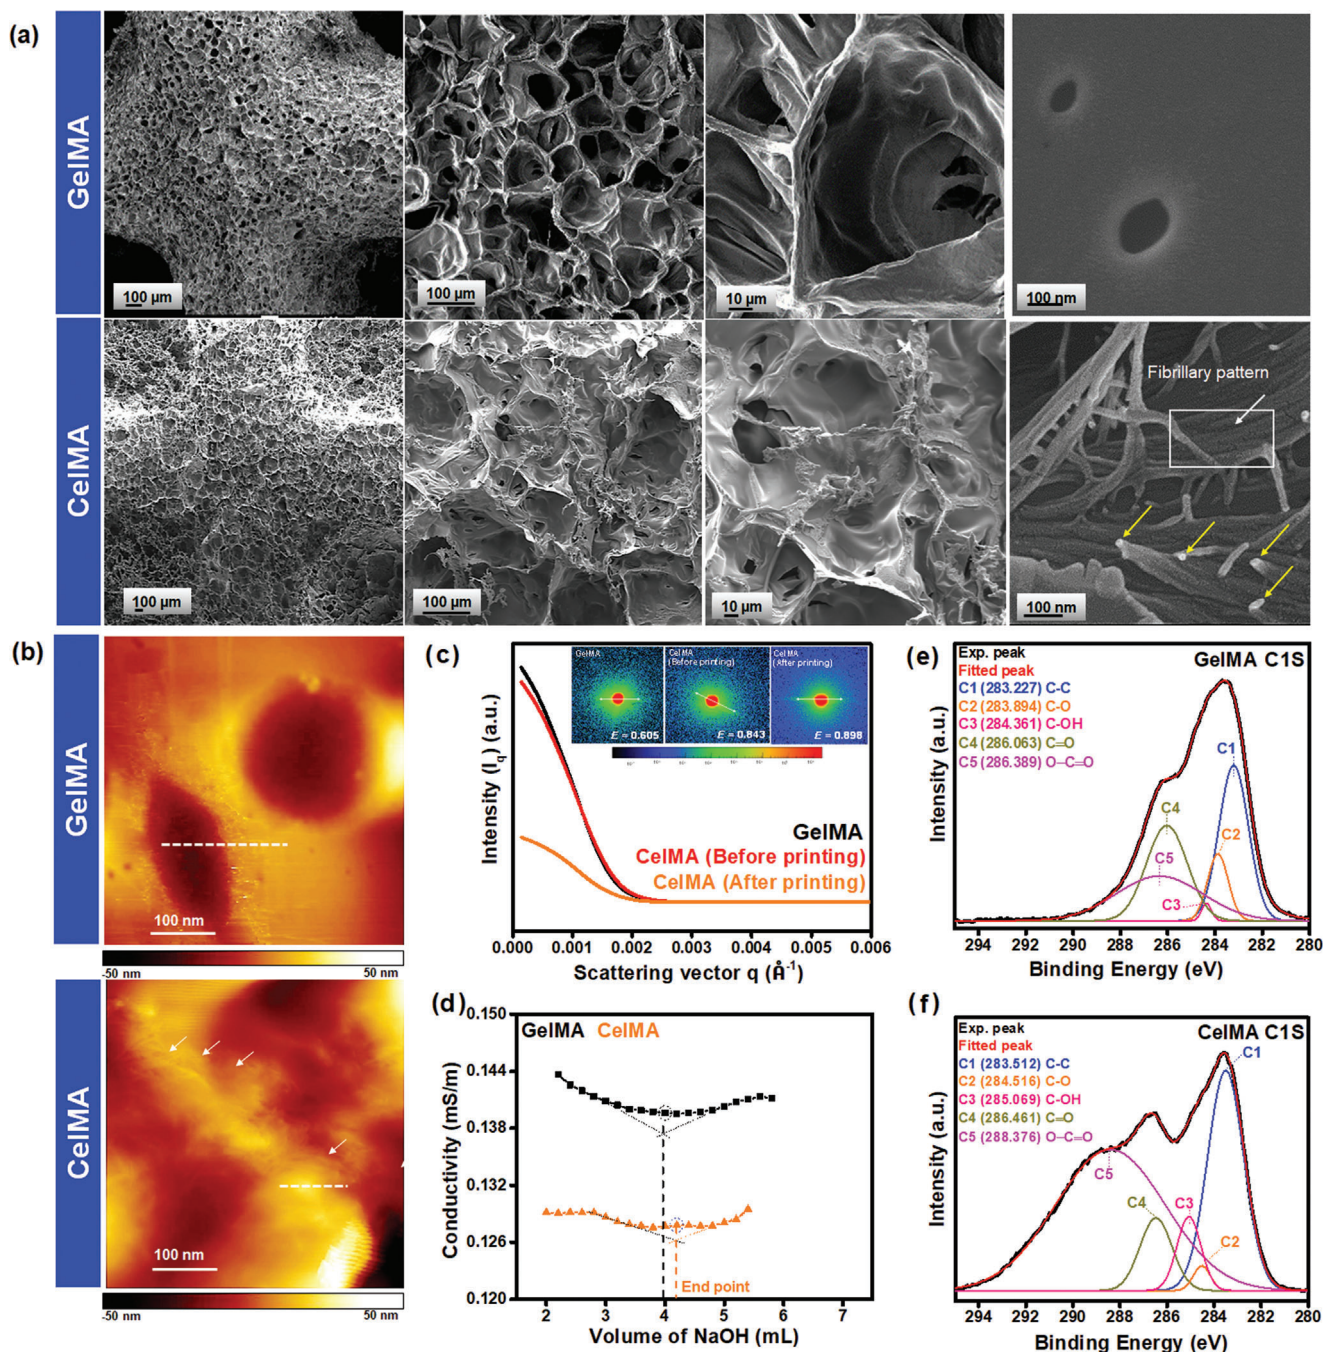 (a)
GelMA
100 µm
100 µm
10 µm
100 nm
CelMA
Fibrillary pattern
100 µm
100 µm
10 µm
100 nm
(b)
GelMA
100 nm
-50 nm
50 nm
CelMA
100 nm
-50 nm
50 nm
(c)
GelMA
CelMA
(Before printing)
CelMA
(After printing)
E = 0.605
E = 0.843
E = 0.898
GelMA
CelMA (Before printing)
CelMA (After printing)
Intensity (I_q) (a.u.)
0.000 0.001 0.002 0.003 0.004 0.005 0.006
Scattering vector q (Å⁻¹)
(d)
GelMA CelMA
0.150
0.144
0.138
0.132
0.126
0.120
Conductivity (mS/m)
End point
2 3 4 5 6 7
Volume of NaOH (mL)
(e)
Exp. peak
Fitted peak
C1 (283.227) C-C
C2 (283.894) C-O
C3 (284.361) C-OH
C4 (286.063) C=O
C5 (286.389) O-C=O
GelMA C1S
C1
C4
C2
C5
C3
Intensity (a.u.)
294 292 290 288 286 284 282 280
Binding Energy (eV)
(f)
Exp. peak
Fitted peak
C1 (283.512) C-C
C2 (284.516) C-O
C3 (285.069) C-OH
C4 (286.461) C=O
C5 (288.376) O-C=O
CelMA C1S
C1
C5
C4
C3
C2
Intensity (a.u.)
294 292 290 288 286 284 282 280
Binding Energy (eV)